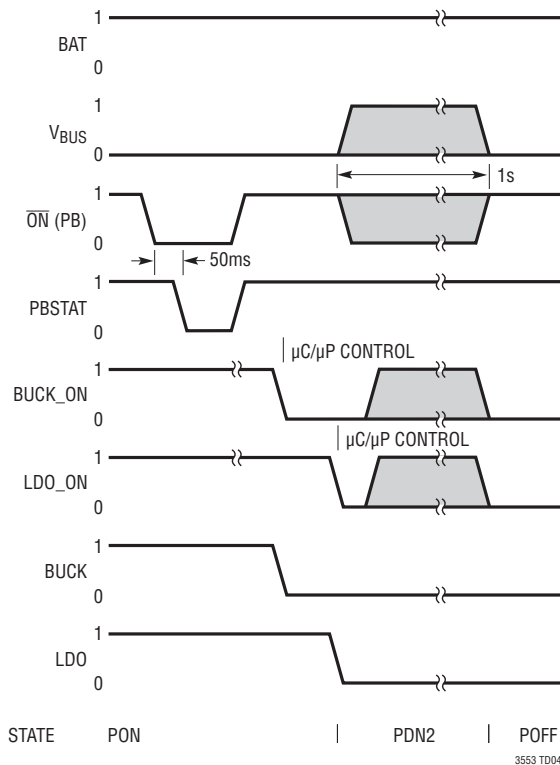 1
BAT
0
1
VBUS
0
1s
1
ON (PB)
0
50ms
1
PBSTAT
0
µC/µP CONTROL
1
BUCK_ON
0
µC/µP CONTROL
1
LDO_ON
0
1
BUCK
0
1
LDO
0
STATE PON PDN2 POFF
3553 TD04